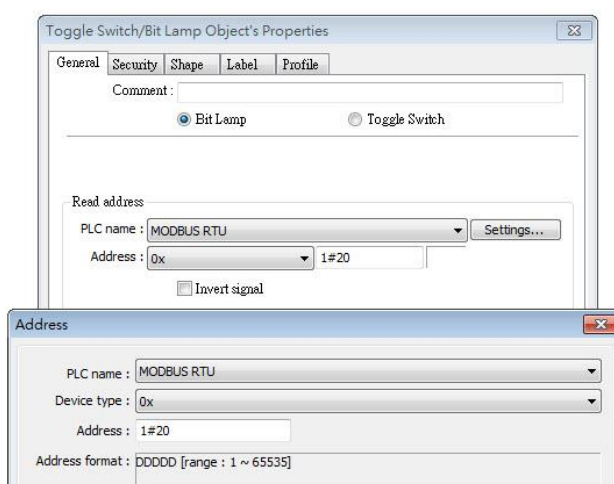 Toggle Switch/Bit Lamp Object's Properties
General Security Shape Label Profile
Comment :
Bit Lamp Toggle Switch
Read address
PLC name : MODBUS RTU Settings...
Address : 0x 1#20
Invert signal
Address
PLC name : MODBUS RTU
Device type : 0x
Address : 1#20
Address format : DDDDD [range : 1 ~ 65535]